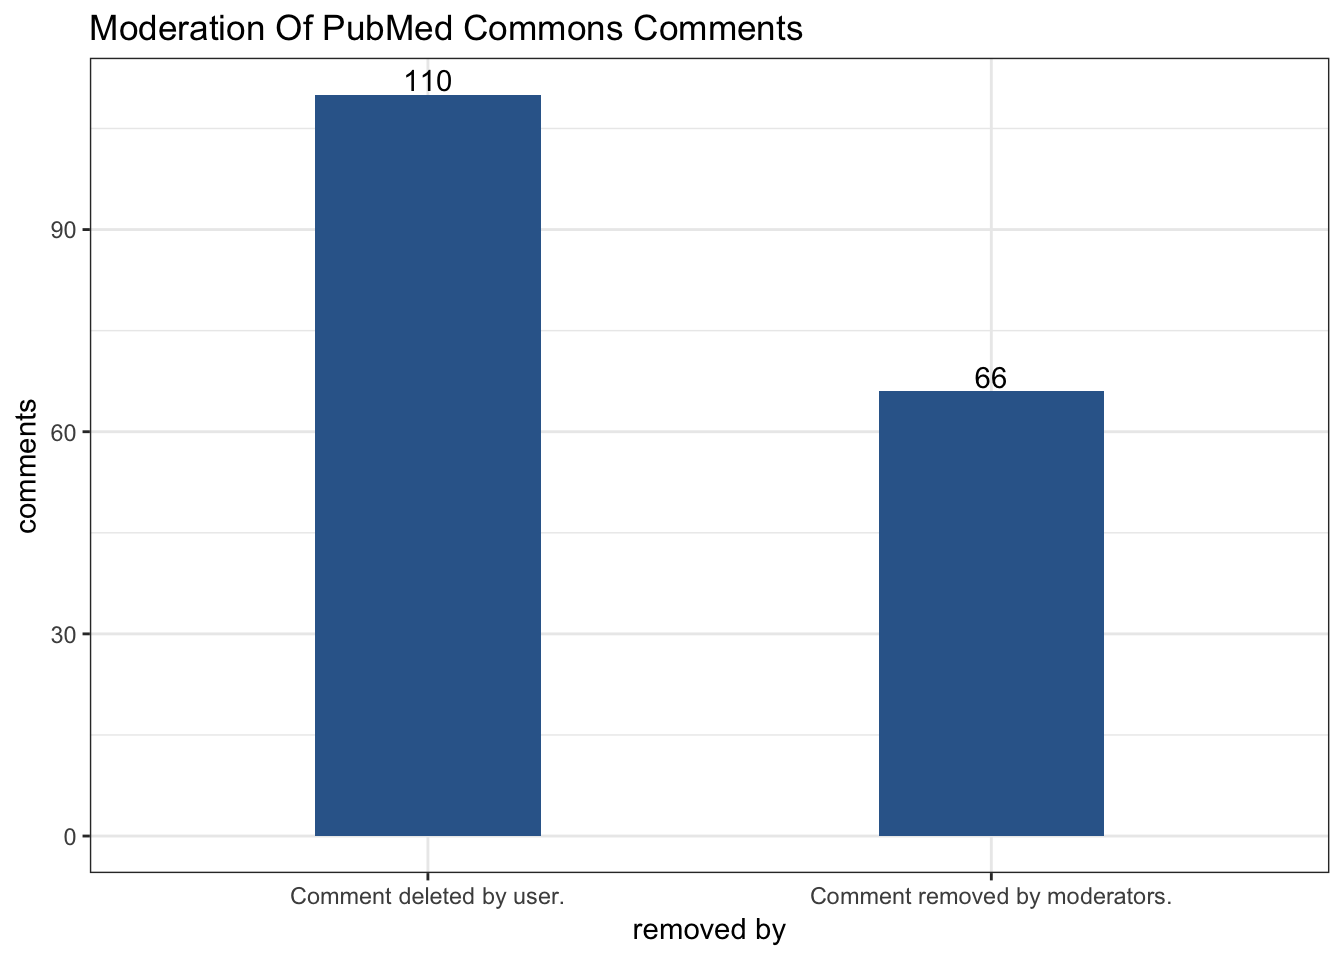 Moderation Of PubMed Commons Comments
110
66
90
60
30
0
comments
Comment deleted by user.
Comment removed by moderators.
removed by